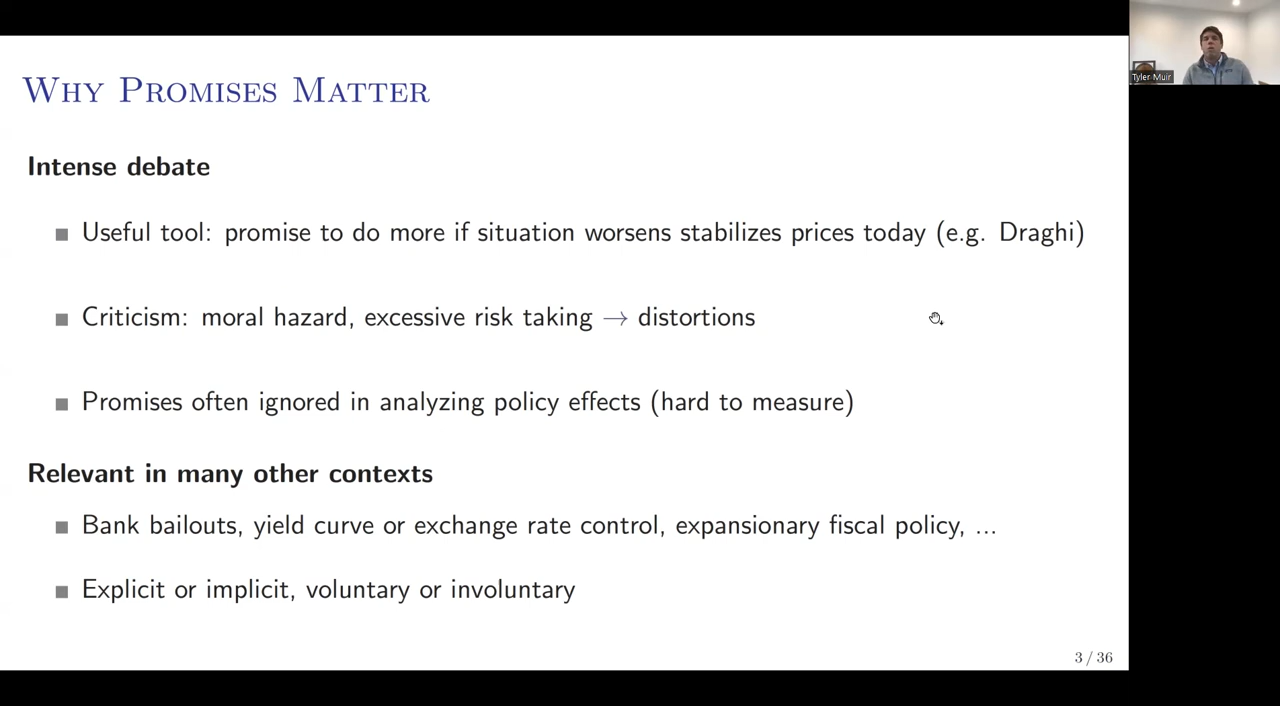 Why Promises Matter
Intense debate
Useful tool: promise to do more if situation worsens stabilizes prices today (e.g. Draghi)
Criticism: moral hazard, excessive risk taking → distortions
Promises often ignored in analyzing policy effects (hard to measure)
Relevant in many other contexts
Bank bailouts, yield curve or exchange rate control, expansionary fiscal policy, ...
Explicit or implicit, voluntary or involuntary
3 / 36
Tyler Muir